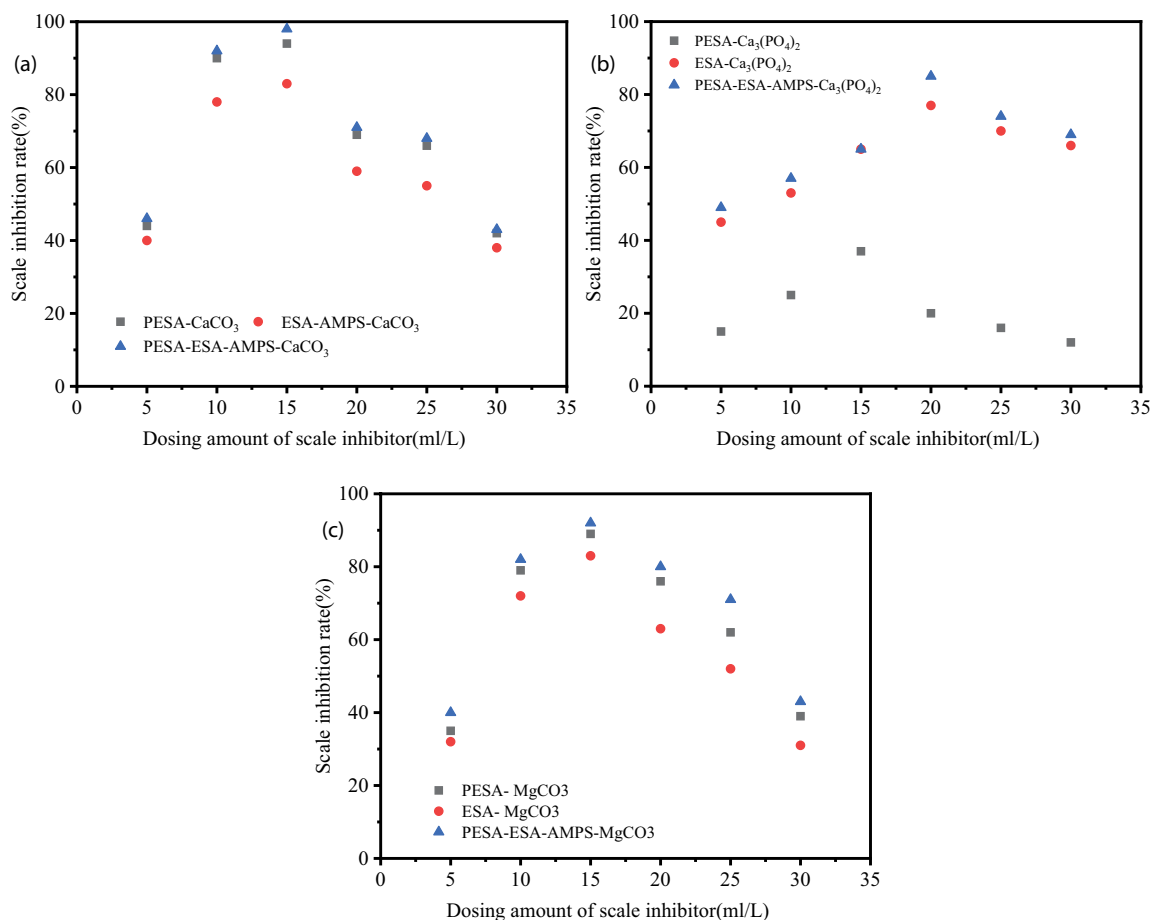 (a)
100
80
60
40
20
0
Scale inhibition rate(%)
PESA-CaCO₃ ESA-AMPS-CaCO₃
PESA-ESA-AMPS-CaCO₃
0 5 10 15 20 25 30 35
Dosing amount of scale inhibitor(ml/L)
(b)
100
80
60
40
20
0
Scale inhibition rate(%)
PESA-Ca₃(PO₄)₂
ESA-Ca₃(PO₄)₂
PESA-ESA-AMPS-Ca₃(PO₄)₂
0 5 10 15 20 25 30 35
Dosing amount of scale inhibitor(ml/L)
(c)
100
80
60
40
20
0
Scale inhibition rate(%)
PESA- MgCO3
ESA- MgCO3
PESA-ESA-AMPS-MgCO3
0 5 10 15 20 25 30 35
Dosing amount of scale inhibitor(ml/L)